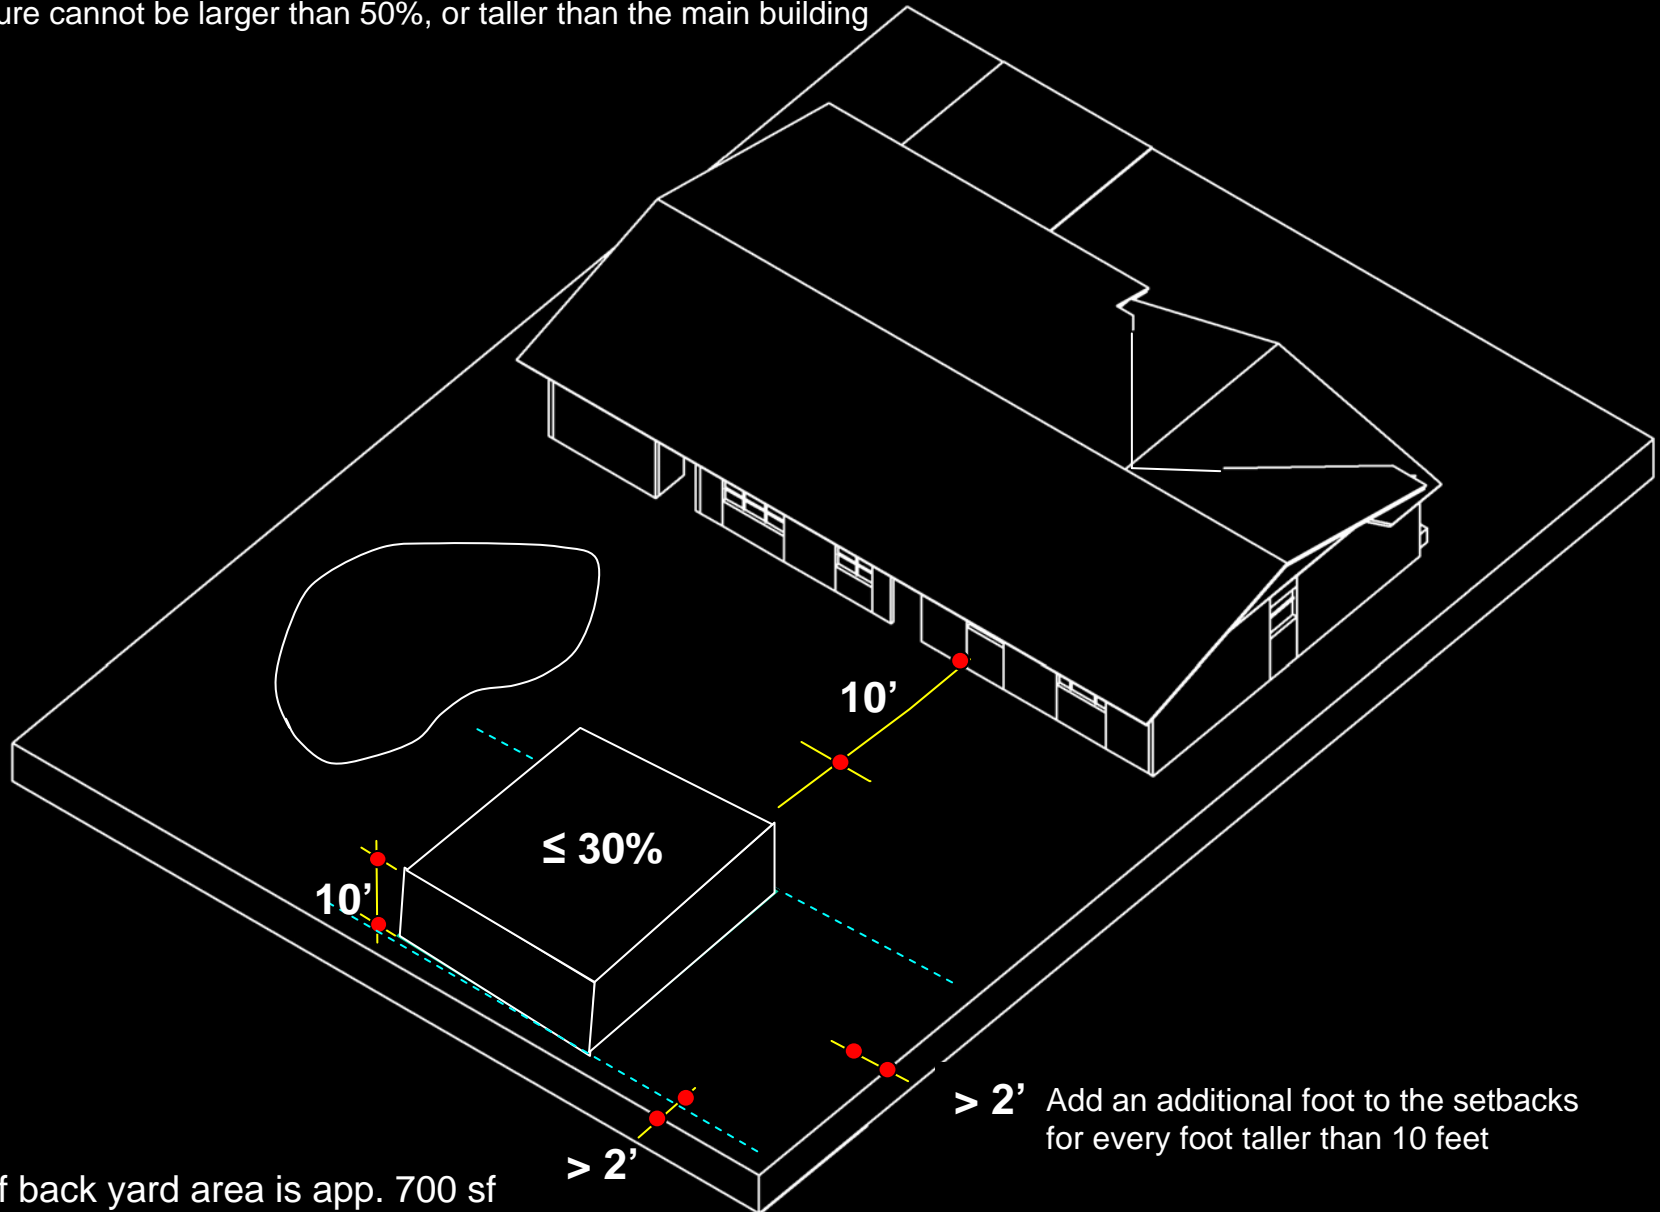 ure cannot be larger than 50%, or taller than the main building
10’
≤ 30%
10’
> 2’ Add an additional foot to the setbacks
for every foot taller than 10 feet
> 2’
f back yard area is app. 700 sf